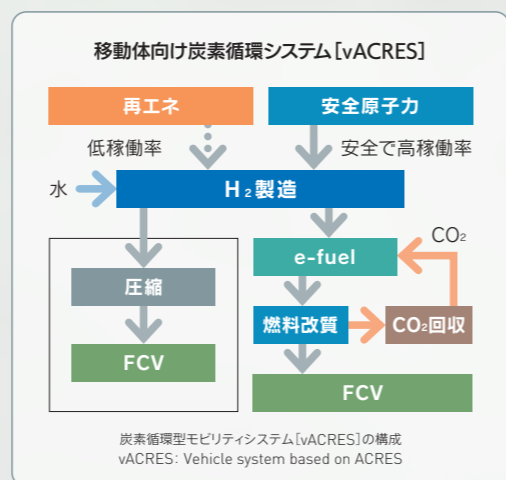 移動体向け炭素循環システム[vACRES]
再エネ
安全原子力
低稼働率
安全で高稼働率
水
H₂製造
CO₂
e-fuel
圧縮
燃料改質
CO₂回収
FCV
FCV
炭素循環型モビリティシステム[vACRES]の構成
vACRES: Vehicle system based on ACRES